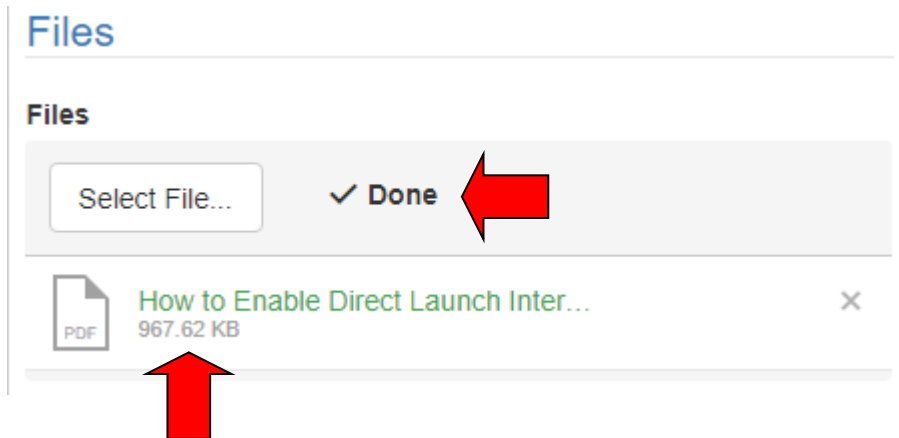 Files
Files
Select File... ✓ Done
PDF How to Enable Direct Launch Inter...
967.62 KB ×